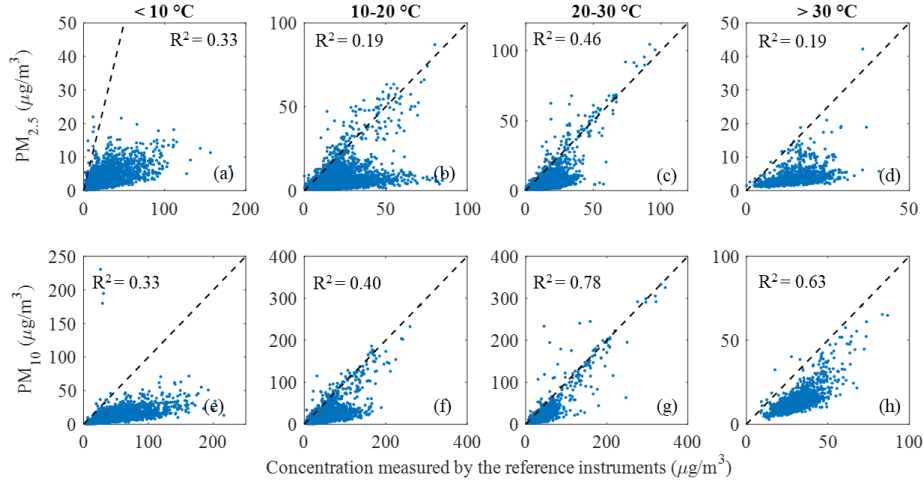 < 10 °C 10-20 °C 20-30 °C > 30 °C
PM2.5 (µg/m³)
50
40
30
20
10
0
R² = 0.33
(a)
0 100 200
100
50
0
R² = 0.19
(b)
0 50 100
100
50
0
R² = 0.46
(c)
0 50 100
50
40
30
20
10
0
R² = 0.19
(d)
0 50
PM10 (µg/m³)
250
200
150
100
50
0
R² = 0.33
(e)
0 100 200
400
300
200
100
0
R² = 0.40
(f)
0 200 400
400
300
200
100
0
R² = 0.78
(g)
0 200 400
100
50
0
R² = 0.63
(h)
0 50 100
Concentration measured by the reference instruments (µg/m³)